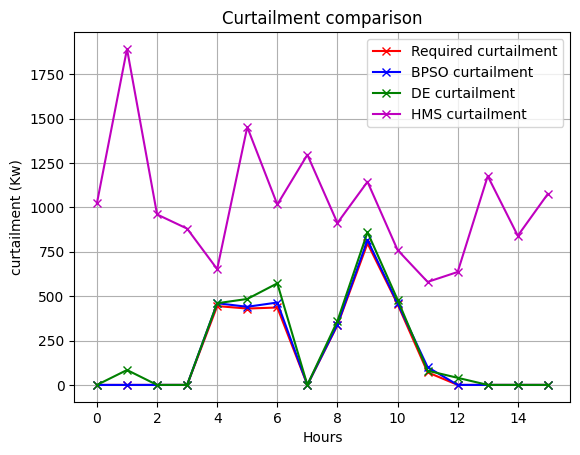 Curtailment comparison
Required curtailment
BPSO curtailment
DE curtailment
HMS curtailment
curtailment (Kw)
1750
1500
1250
1000
750
500
250
0
0 2 4 6 8 10 12 14
Hours